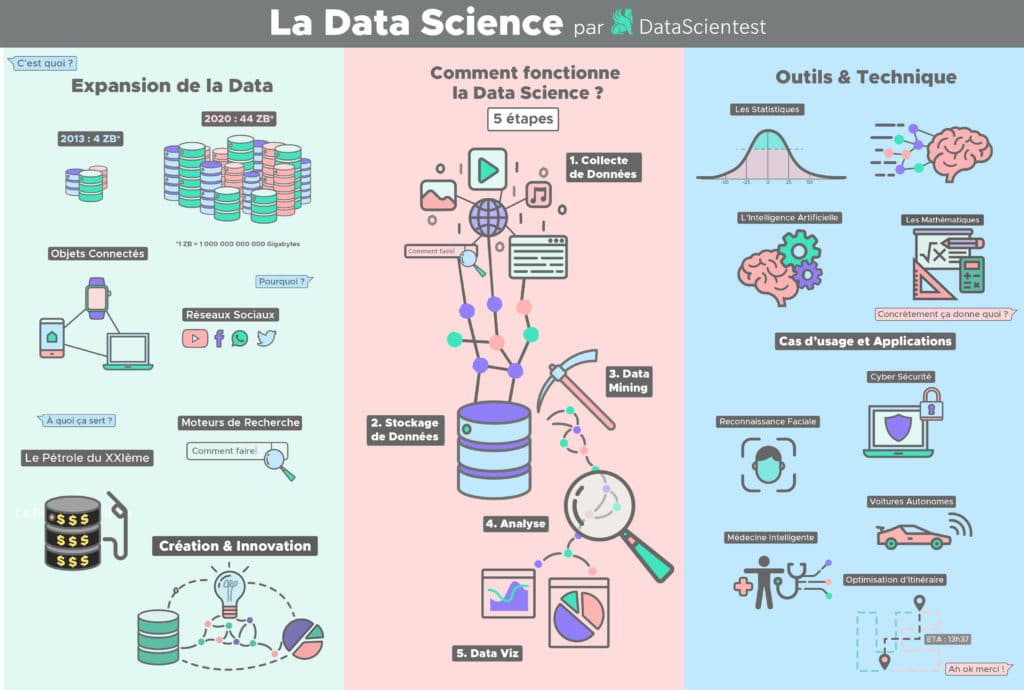 La Data Science par DataScientest
C'est quoi ?
Expansion de la Data
2013 : 4 ZB*
2020 : 44 ZB*
*1 ZB = 1 000 000 000 000 Gigabytes
Objets Connectés
Pourquoi ?
Réseaux Sociaux
À quoi ça sert ?
Moteurs de Recherche
Comment faire
Le Pétrole du XXIème
$$$
$$$
$$$
Création & Innovation
Comment fonctionne
la Data Science ?
5 étapes
1. Collecte
de Données
Comment faire
2. Stockage
de Données
3. Data
Mining
4. Analyse
5. Data Viz
Outils & Technique
Les Statistiques
-50 -25 0 25 50
L'Intelligence Artificielle
Les Mathématiques
√x
Concrètement ça donne quoi ?
Cas d'usage et Applications
Cyber Sécurité
Reconnaissance Faciale
Voitures Autonomes
Médecine Intelligente
Optimisation d'Itinéraire
ETA : 13h37
Ah ok merci !